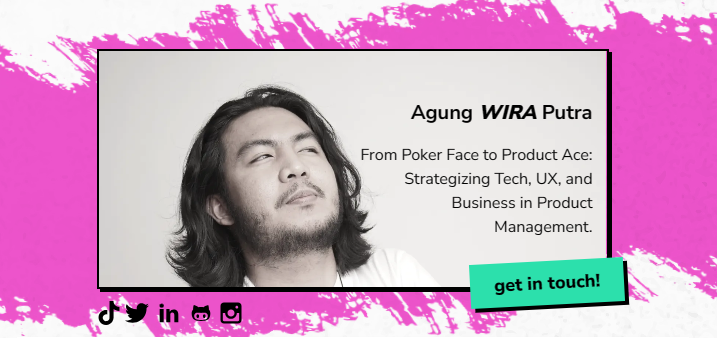 Agung WIRA Putra
From Poker Face to Product Ace:
Strategizing Tech, UX, and
Business in Product
Management.
get in touch!
in